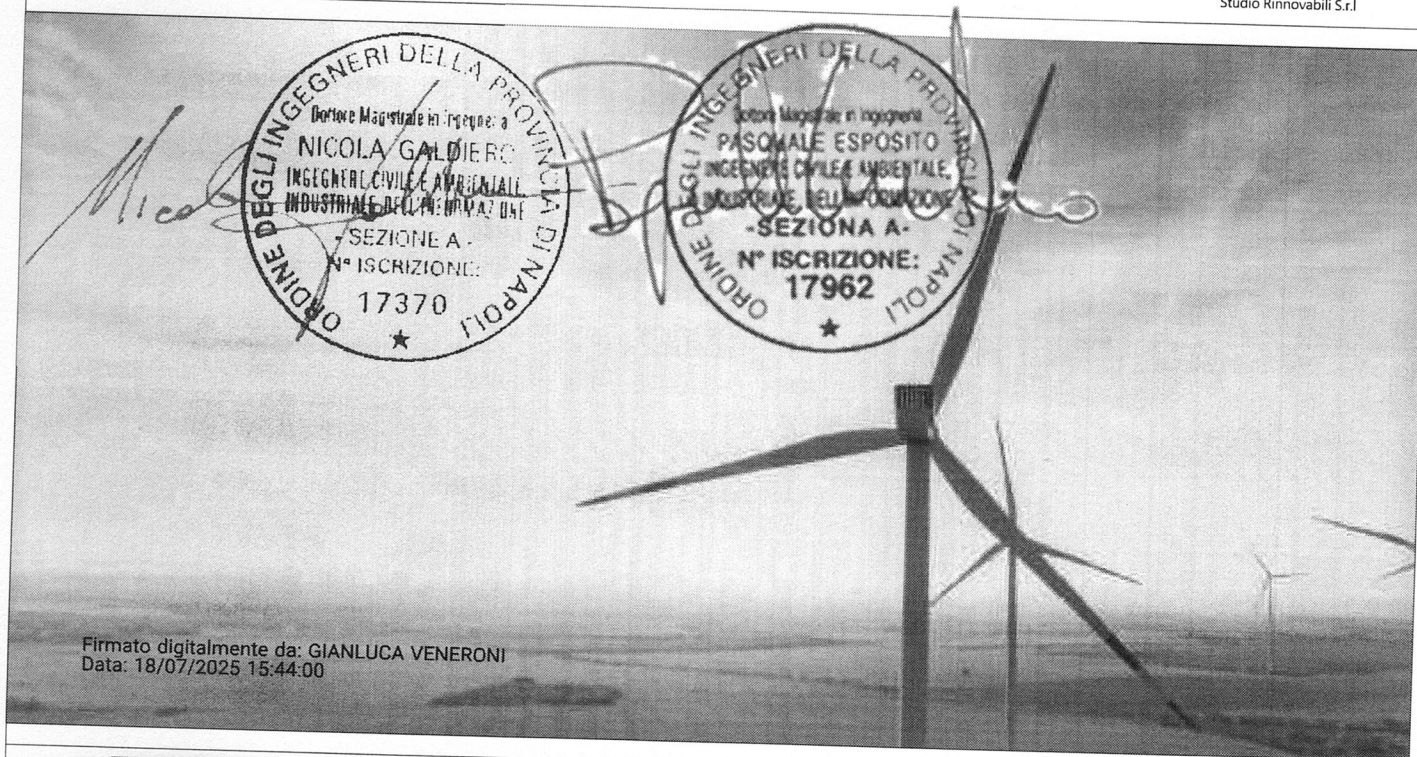 Studio Rinnovabili S.r.l
ORDINE DEGLI INGEGNERI DELLA PROVINCIA DI NAPOLI
Dottore Magistrale in Ingegneria
NICOLA GALDIERO
INGEGNERE CIVILE E AMBIENTALE,
INDUSTRIALE, DELL'INFORMAZIONE
- SEZIONE A -
N° ISCRIZIONE:
17370
ORDINE DEGLI INGEGNERI DELLA PROVINCIA DI NAPOLI
Dottore Magistrale in Ingegneria
PASQUALE ESPOSITO
INGEGNERE CIVILE E AMBIENTALE,
INDUSTRIALE, DELL'INFORMAZIONE
-SEZIONA A-
N° ISCRIZIONE:
17962
Firmato digitalmente da: GIANLUCA VENERONI
Data: 18/07/2025 15:44:00